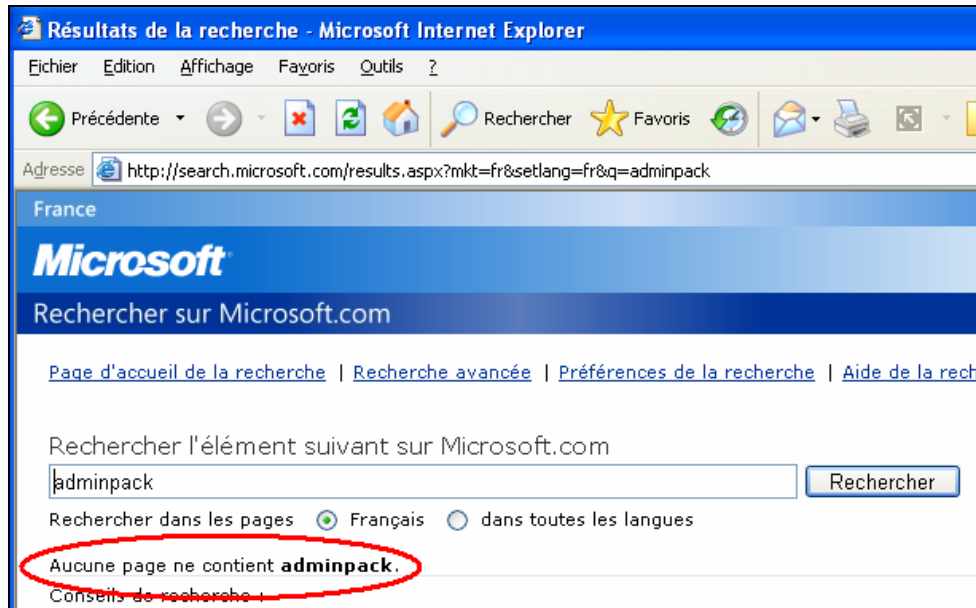 Résultats de la recherche - Microsoft Internet Explorer
Fichier Edition Affichage Favoris Outils ?
Précédente Rechercher Favoris
Adresse http://search.microsoft.com/results.aspx?mkt=fr&setlang=fr&q=adminpack
France
Microsoft
Rechercher sur Microsoft.com
Page d'accueil de la recherche | Recherche avancée | Préférences de la recherche | Aide de la rech
Rechercher l'élément suivant sur Microsoft.com
adminpack Rechercher
Rechercher dans les pages Français dans toutes les langues
Aucune page ne contient adminpack.
Conseils de recherche :